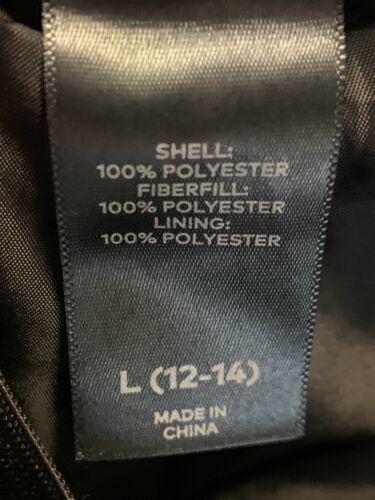 SHELL:
100% POLYESTER
FIBERFILL:
100% POLYESTER
LINING:
100% POLYESTER
L (12-14)
MADE IN
CHINA